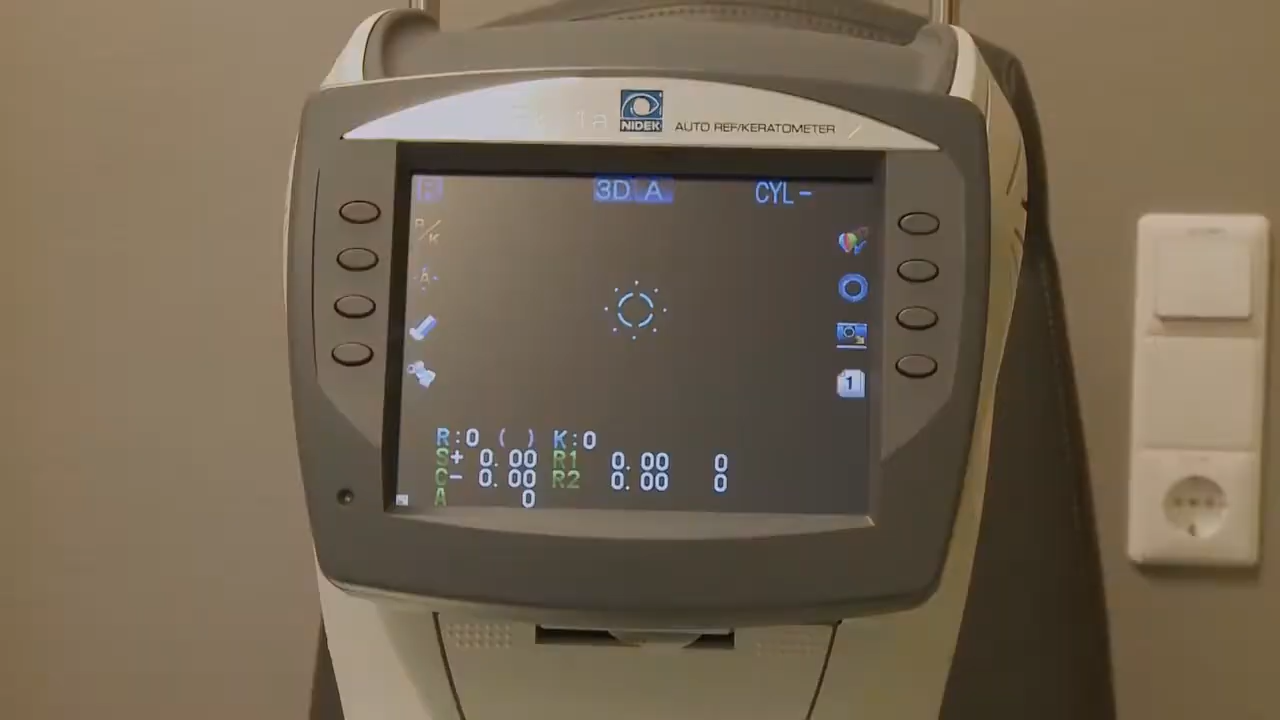 NIDEK AUTO REF/KERATOMETER
R 3D A CYL-
R/K
A
1
R:0 ( ) K:0
S+ 0.00 R1 0.00 0
C- 0.00 R2 0.00 0
A 0